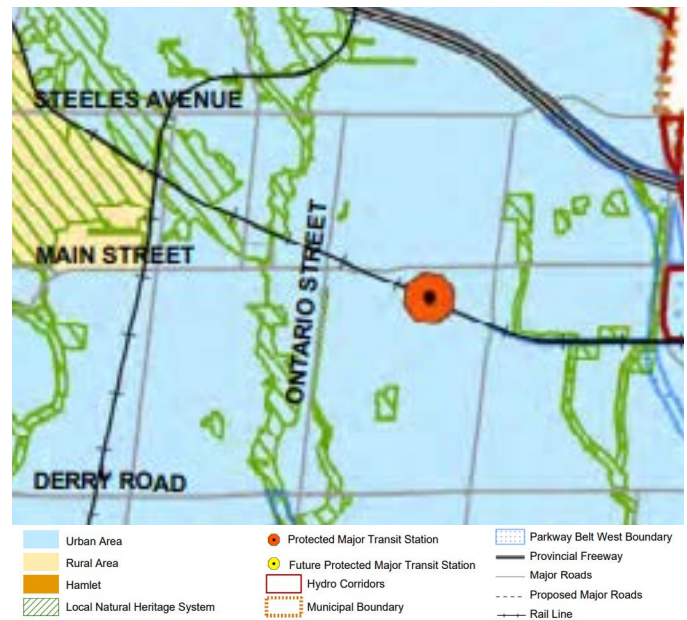 STEELES AVENUE
MAIN STREET
ONTARIO STREET
DERRY ROAD
Urban Area
Rural Area
Hamlet
Local Natural Heritage System
Protected Major Transit Station
Future Protected Major Transit Station
Hydro Corridors
Municipal Boundary
Parkway Belt West Boundary
Provincial Freeway
Major Roads
Proposed Major Roads
Rail Line